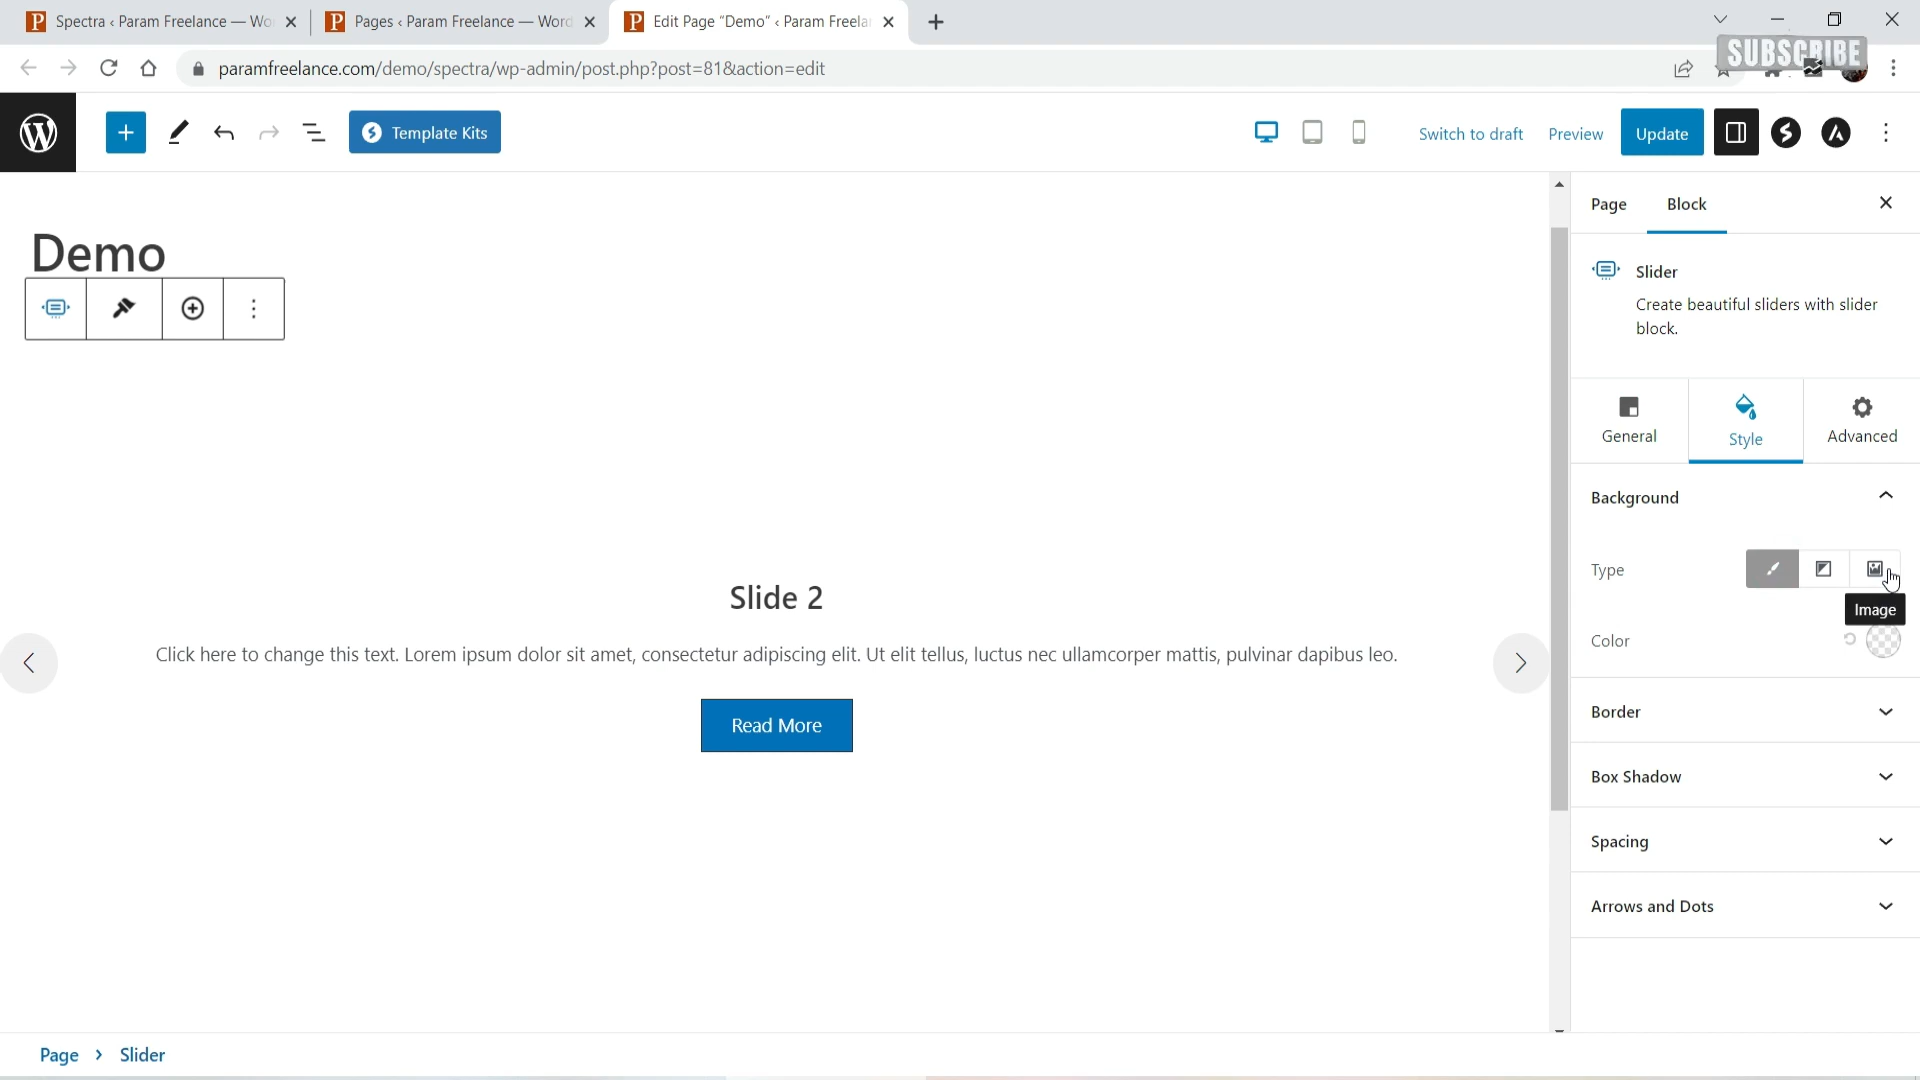 Spectra ‹ Param Freelance — Wo
Pages ‹ Param Freelance — Word
Edit Page “Demo” ‹ Param Freela
SUBSCRIBE
paramfreelance.com/demo/spectra/wp-admin/post.php?post=81&action=edit
Template Kits
Switch to draft
Preview
Update
Page
Block
Demo
Slider
Create beautiful sliders with slider
block.
General
Style
Advanced
Background
Type
Image
Color
Slide 2
Click here to change this text. Lorem ipsum dolor sit amet, consectetur adipiscing elit. Ut elit tellus, luctus nec ullamcorper mattis, pulvinar dapibus leo.
Read More
Border
Box Shadow
Spacing
Arrows and Dots
Page › Slider